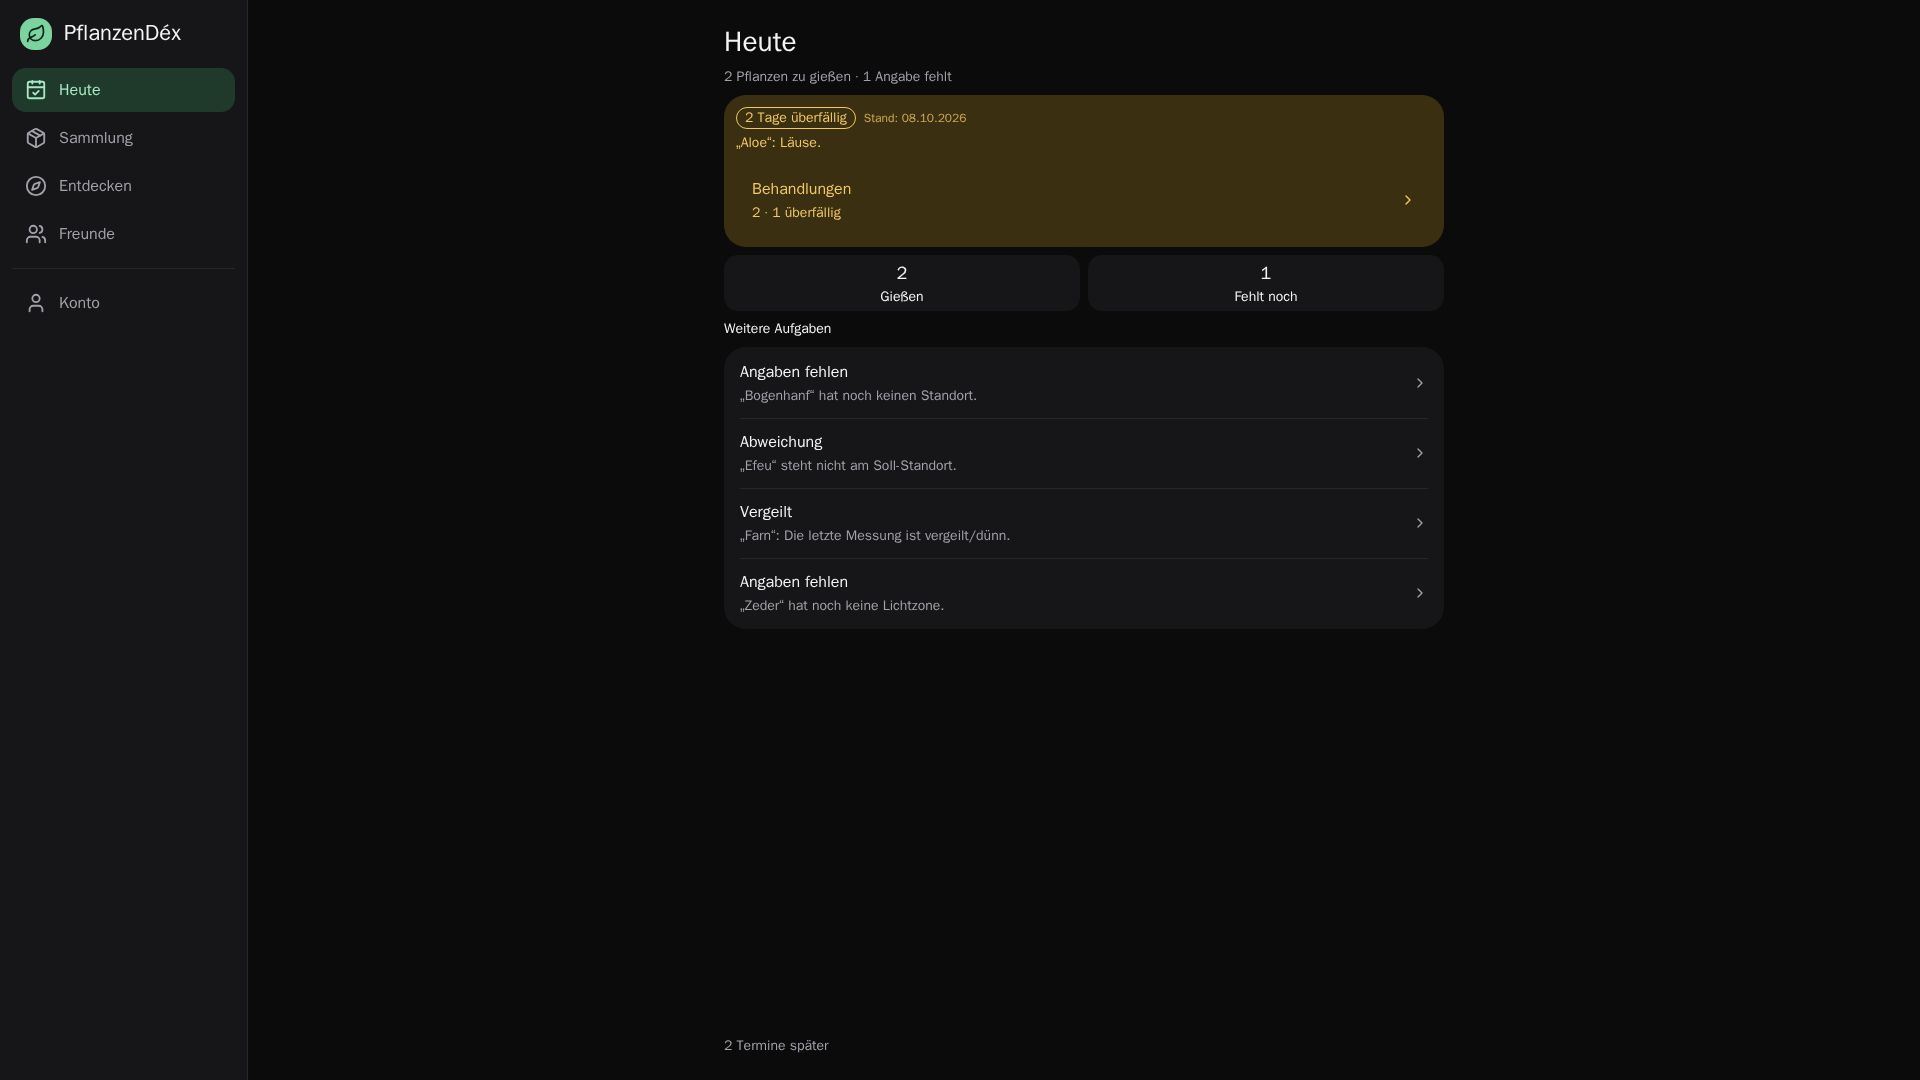 PflanzenDéx
Heute
Sammlung
Entdecken
Freunde
Konto
Heute
2 Pflanzen zu gießen · 1 Angabe fehlt
2 Tage überfällig Stand: 08.10.2026
„Aloe“: Läuse.
Behandlungen
2 · 1 überfällig
2
Gießen
1
Fehlt noch
Weitere Aufgaben
Angaben fehlen
„Bogenhanf“ hat noch keinen Standort.
Abweichung
„Efeu“ steht nicht am Soll-Standort.
Vergeilt
„Farn“: Die letzte Messung ist vergeilt/dünn.
Angaben fehlen
„Zeder“ hat noch keine Lichtzone.
2 Termine später